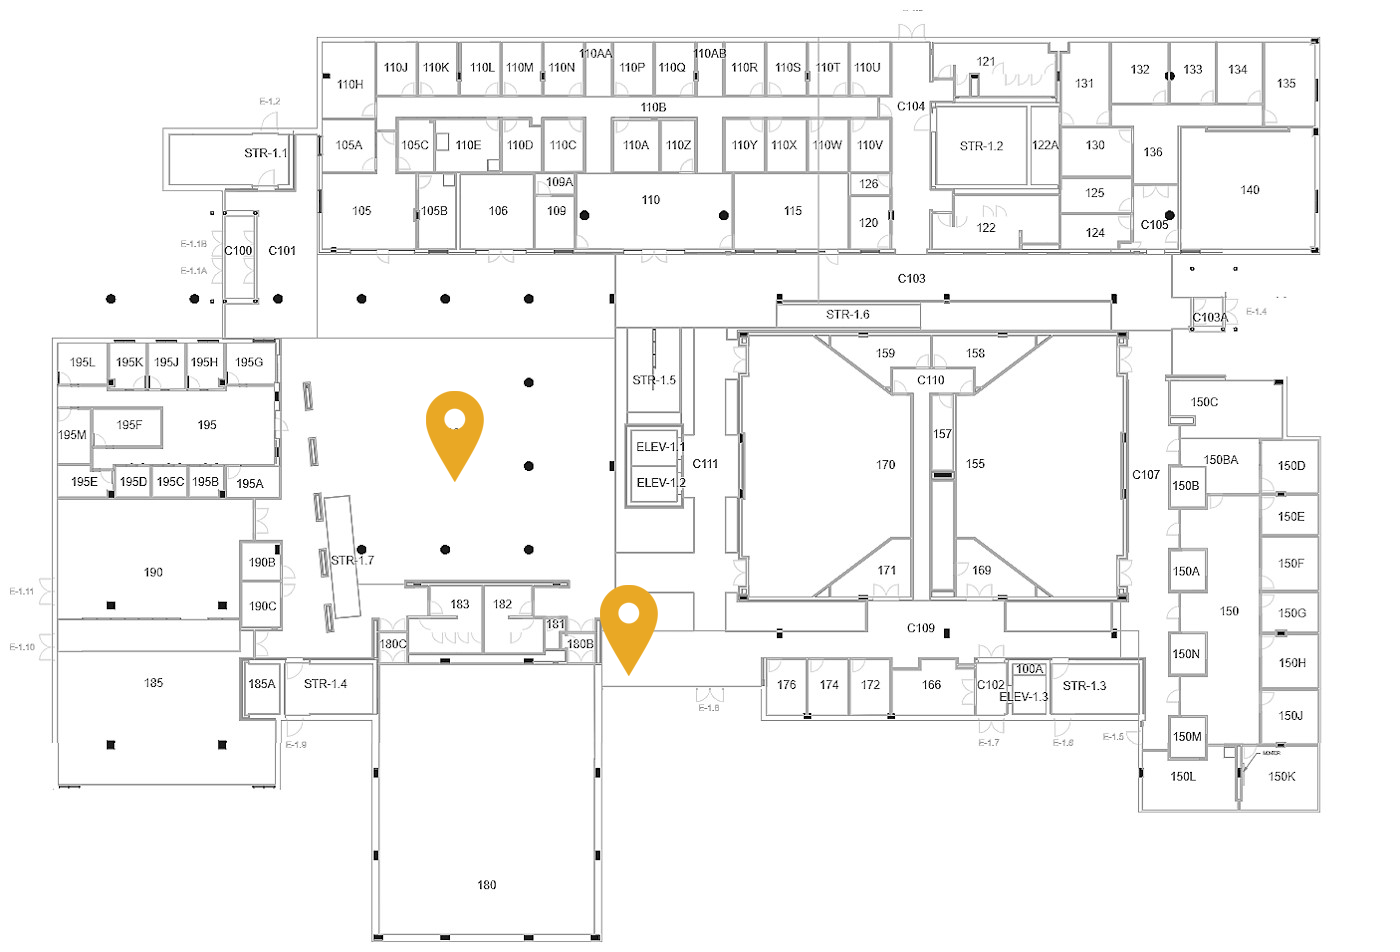 110AA 110AB
121
110J 110K 110L 110M 110N 110P 110Q 110R 110S 110T 110U
131 132 133 134 135
110H
E-1.2
110B C104
STR-1.1 105A 105C 110E 110D 110C 110A 110Z 110Y 110X 110W 110V STR-1.2 122A 130 136
109A 126
125 140
105 105B 106 109 110 115 120 122 124 C105
E-1.1B
C100 C101
E-1.1A
C103
STR-1.6 C103A E-1.4
195L 195K 195J 195H 195G
159 158
STR-1.5 C110
150C
195M 195F 195
157
ELEV-1.1
C111 170 155 C107 150BA 150D
195E 195D 195C 195B 195A ELEV-1.2 150B
150E
190 190B STR-1.7
171 169 150A 150F
E-1.11
190C 183 182 150 150G
181
C109
E-1.10 180C 180B 150N 150H
185 185A STR-1.4 176 174 172 166 C102 100A STR-1.3
ELEV-1.3
E-1.8 150J
E-1.9 E-1.7 E-1.6 E-1.5 150M
150L 150K
180